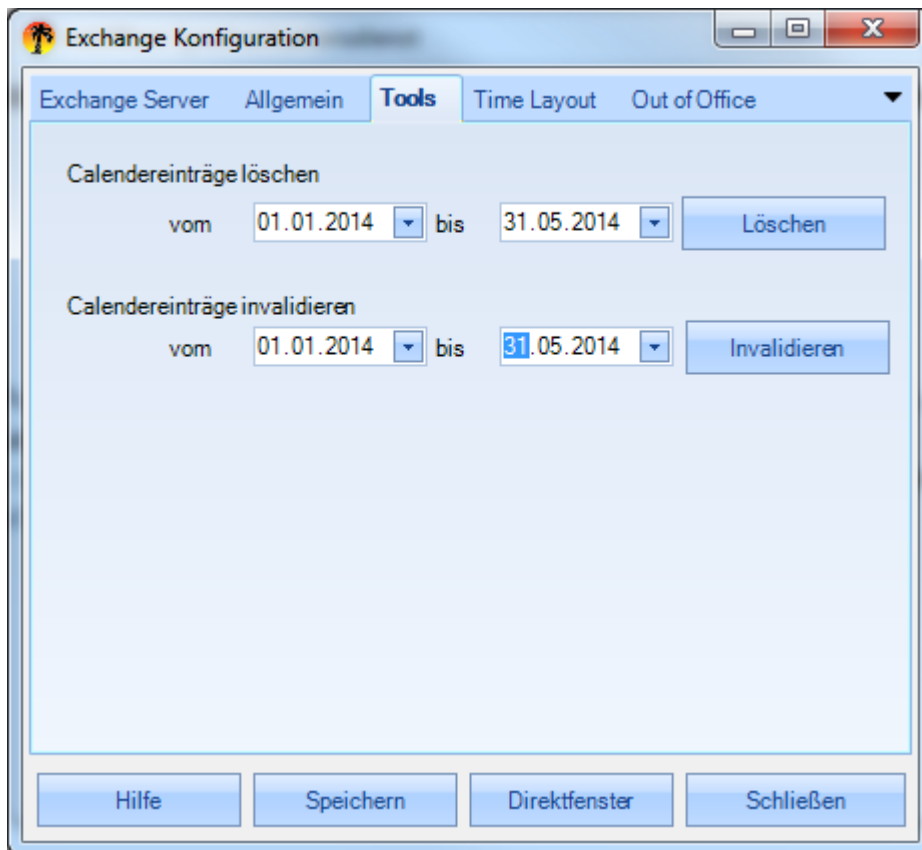 Exchange Konfiguration
Exchange Server Allgemein Tools Time Layout Out of Office
Calendereinträge löschen
vom 01.01.2014 bis 31.05.2014 Löschen
Calendereinträge invalidieren
vom 01.01.2014 bis 31.05.2014 Invalidieren
Hilfe Speichern Direktfenster Schließen